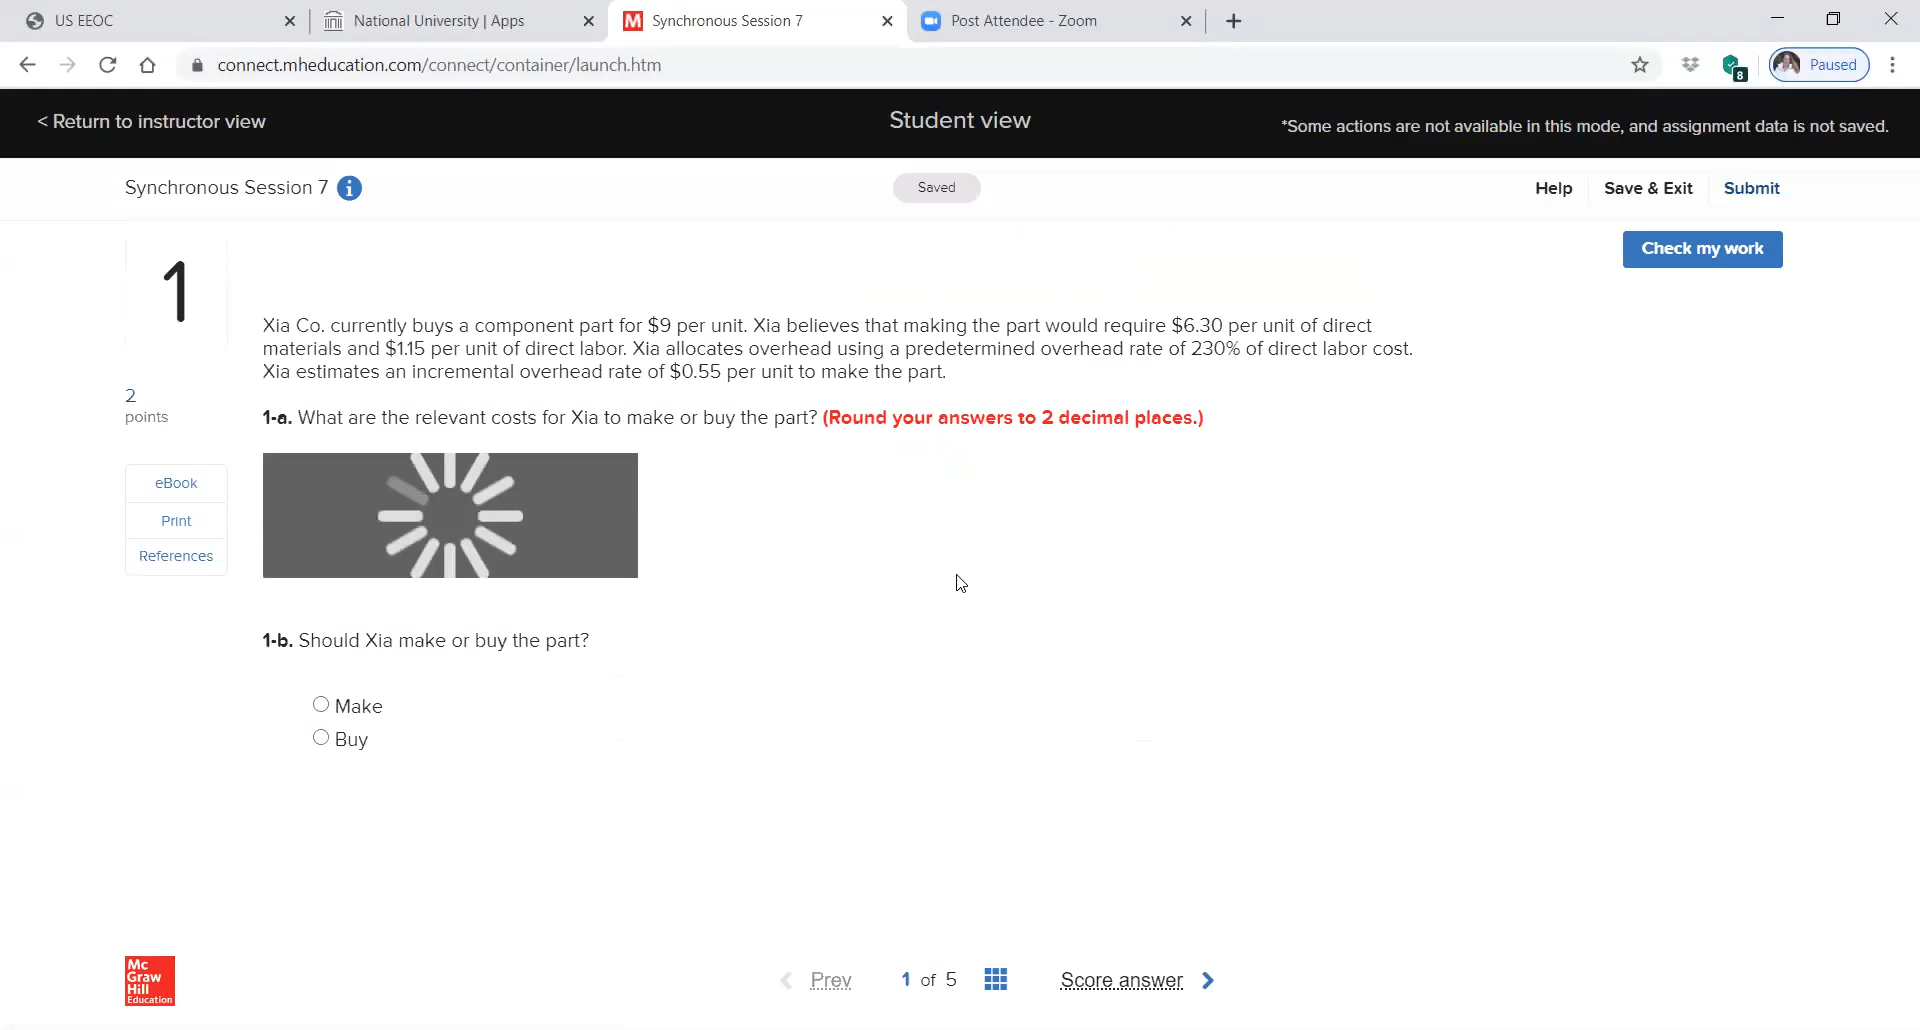 US EEOC
National University | Apps
M Synchronous Session 7
Post Attendee - Zoom
connect.mheducation.com/connect/container/launch.htm
8
Paused
< Return to instructor view
Student view
*Some actions are not available in this mode, and assignment data is not saved.
Synchronous Session 7 i
Saved
Help
Save & Exit
Submit
Check my work
1
2
points
eBook
Print
References
Xia Co. currently buys a component part for $9 per unit. Xia believes that making the part would require $6.30 per unit of direct
materials and $1.15 per unit of direct labor. Xia allocates overhead using a predetermined overhead rate of 230% of direct labor cost.
Xia estimates an incremental overhead rate of $0.55 per unit to make the part.
1-a. What are the relevant costs for Xia to make or buy the part? (Round your answers to 2 decimal places.)
1-b. Should Xia make or buy the part?
Make
Buy
Mc
Graw
Hill
Education
Prev
1 of 5
Score answer